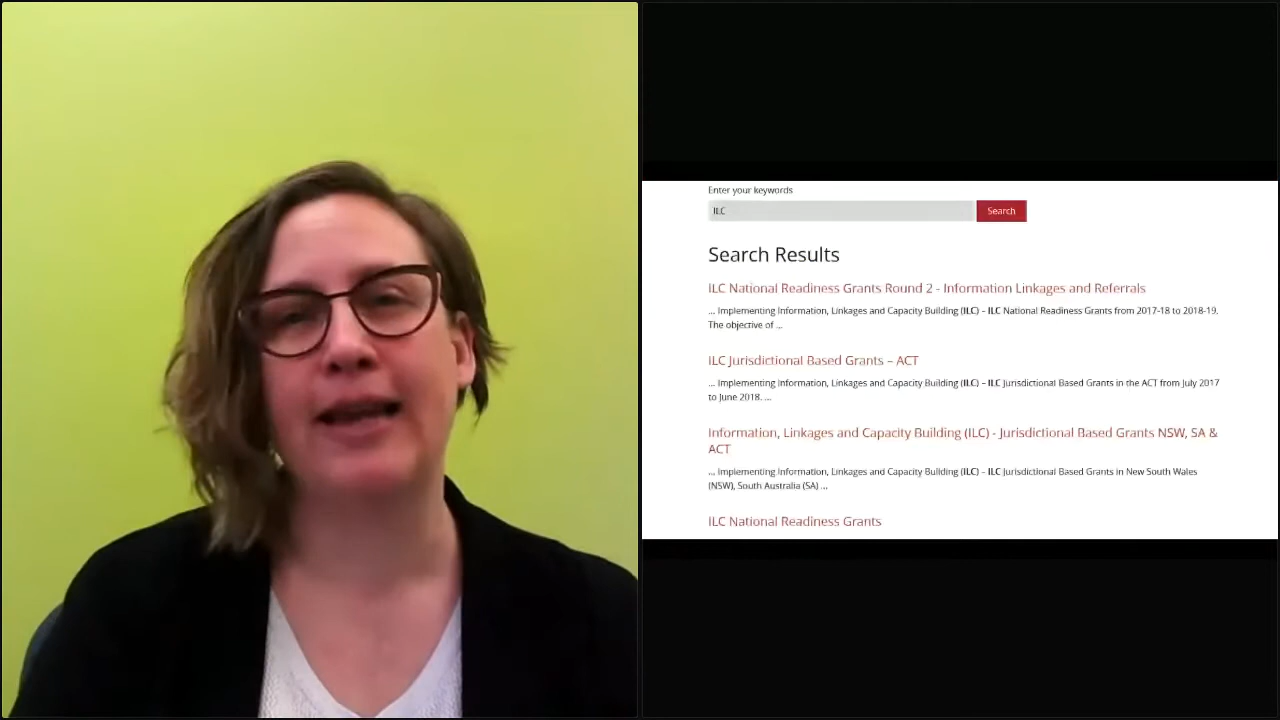 Enter your keywords
ILC
Search
Search Results
ILC National Readiness Grants Round 2 - Information Linkages and Referrals
... Implementing Information, Linkages and Capacity Building (ILC) – ILC National Readiness Grants from 2017-18 to 2018-19.
The objective of ...
ILC Jurisdictional Based Grants – ACT
... Implementing Information, Linkages and Capacity Building (ILC) – ILC Jurisdictional Based Grants in the ACT from July 2017
to June 2018. ...
Information, Linkages and Capacity Building (ILC) - Jurisdictional Based Grants NSW, SA &
ACT
... Implementing Information, Linkages and Capacity Building (ILC) – ILC Jurisdictional Based Grants in New South Wales
(NSW), South Australia (SA) ...
ILC National Readiness Grants